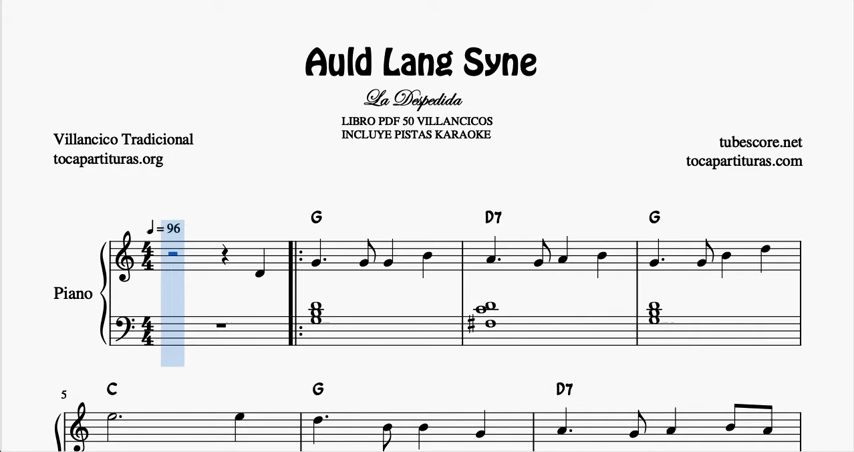 Auld Lang Syne
La Despedida
LIBRO PDF 50 VILLANCICOS
INCLUYE PISTAS KARAOKE
Villancico Tradicional
tocapartituras.org
tubescore.net
tocapartituras.com
= 96
G D7 G
Piano
5
C G D7